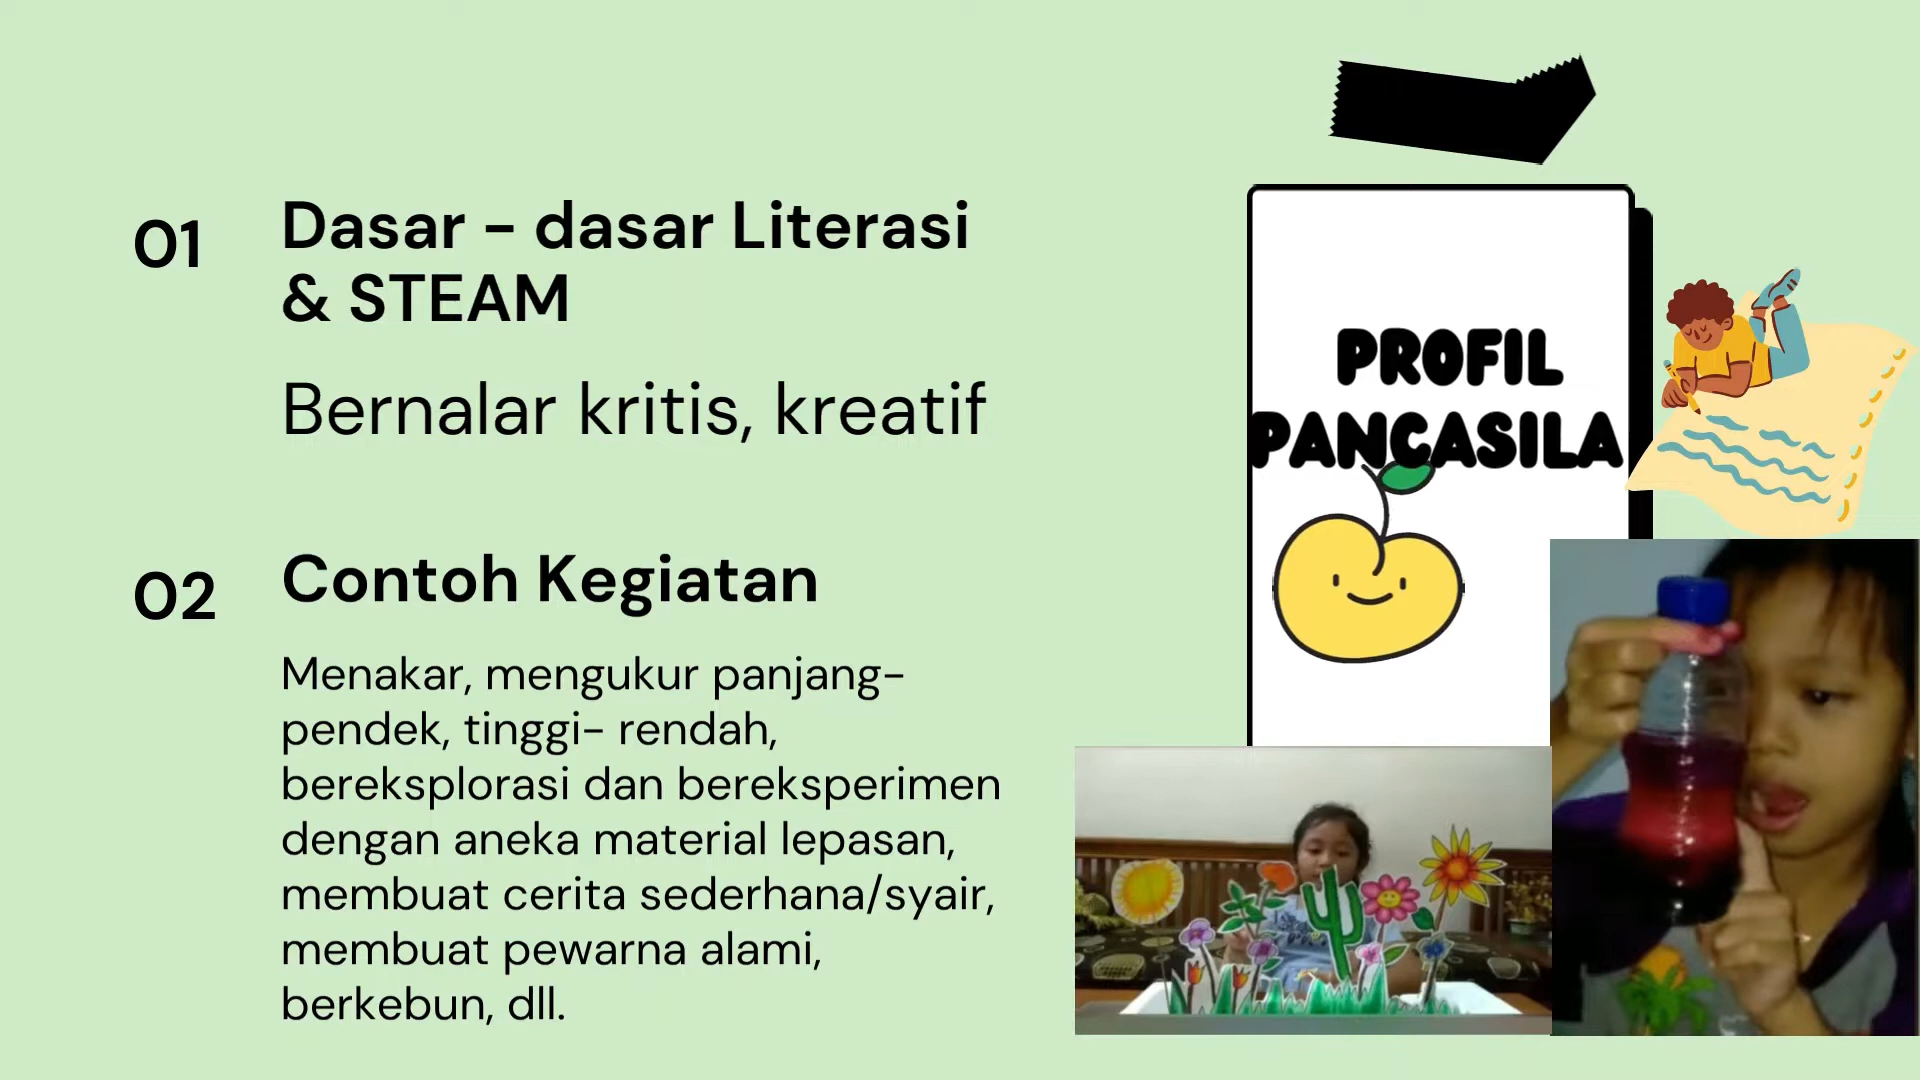 01
Dasar - dasar Literasi
& STEAM
Bernalar kritis, kreatif
02
Contoh Kegiatan
Menakar, mengukur panjang-
pendek, tinggi- rendah,
bereksplorasi dan bereksperimen
dengan aneka material lepasan,
membuat cerita sederhana/syair,
membuat pewarna alami,
berkebun, dll.
PROFIL
PANCASILA